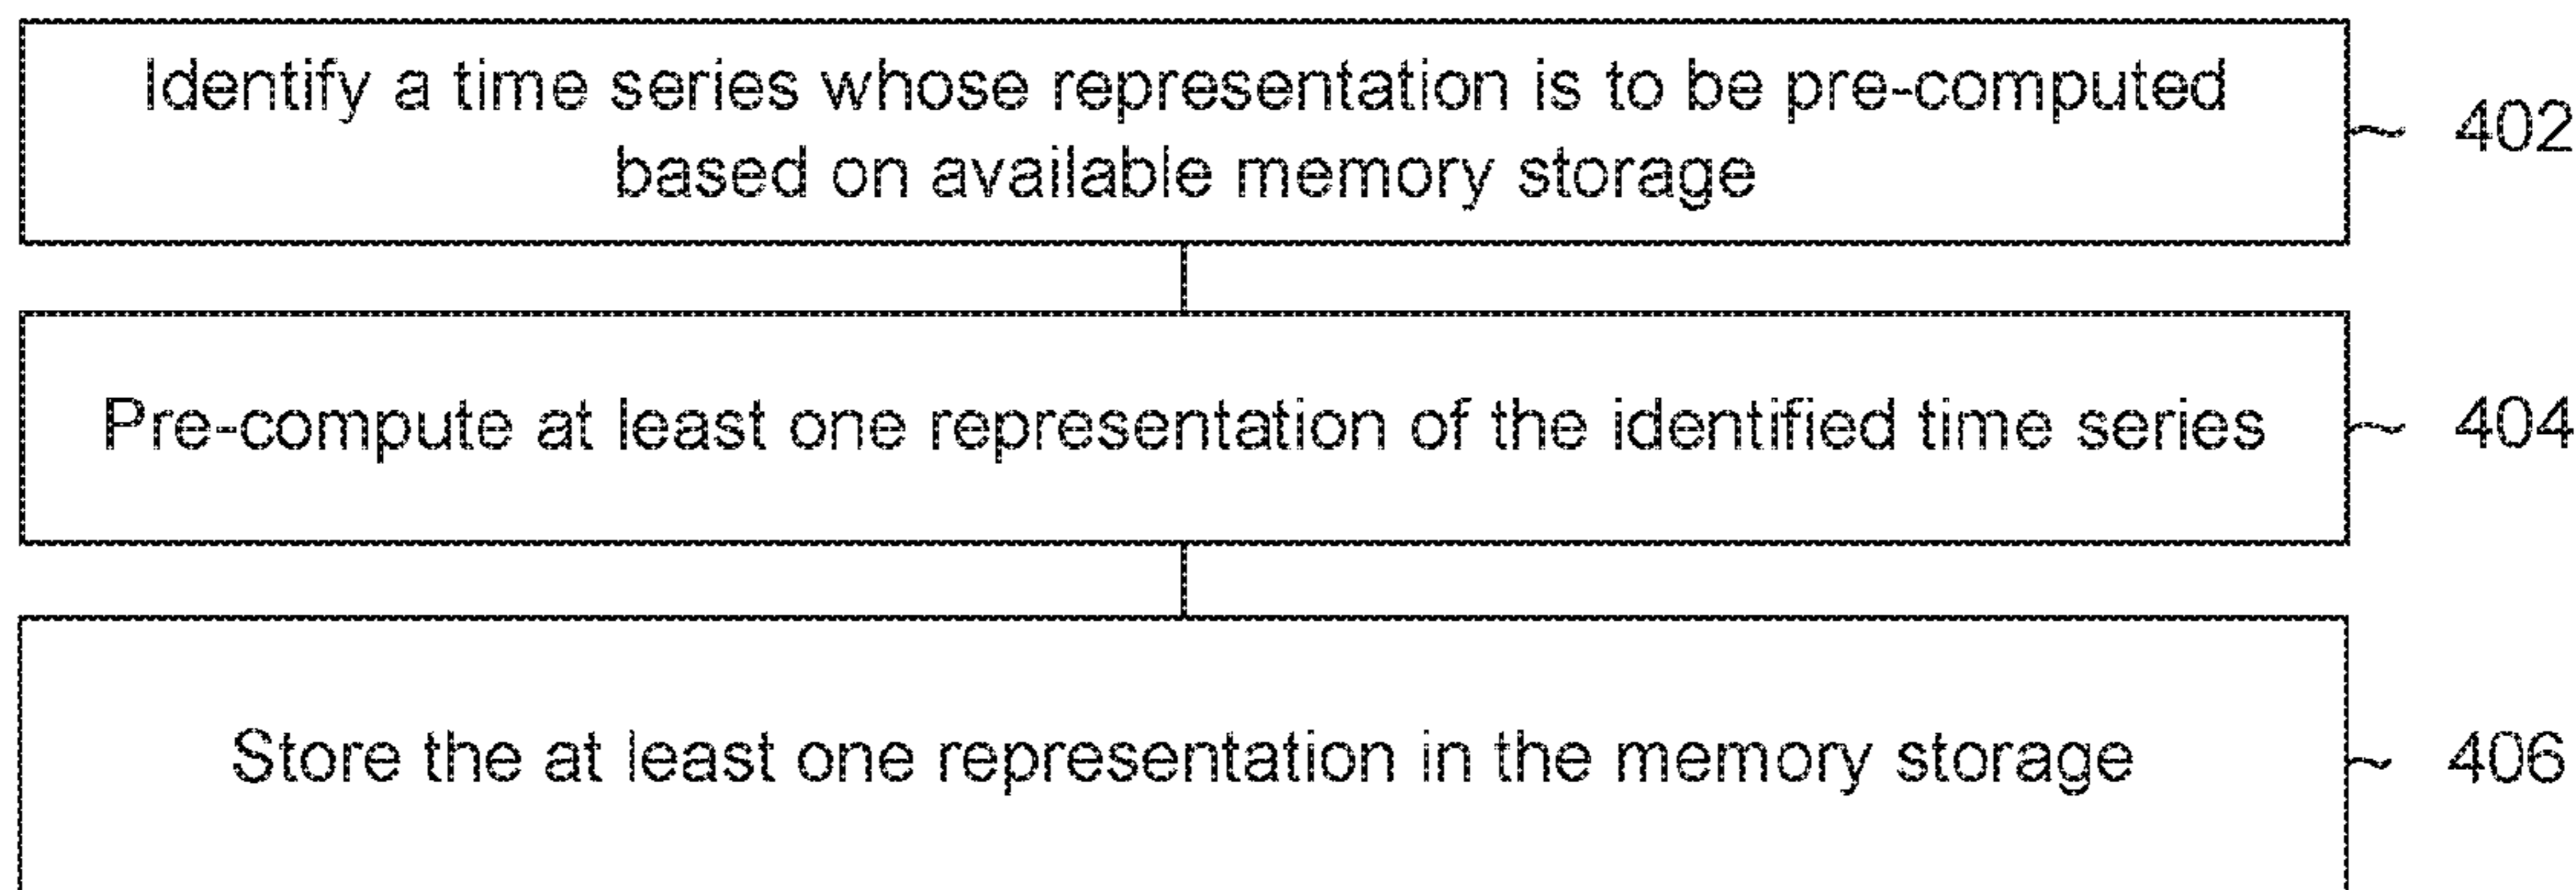 Identify a time series whose representation is to be pre-computed
based on available memory storage
402
Pre-compute at least one representation of the identified time series
404
Store the at least one representation in the memory storage
406